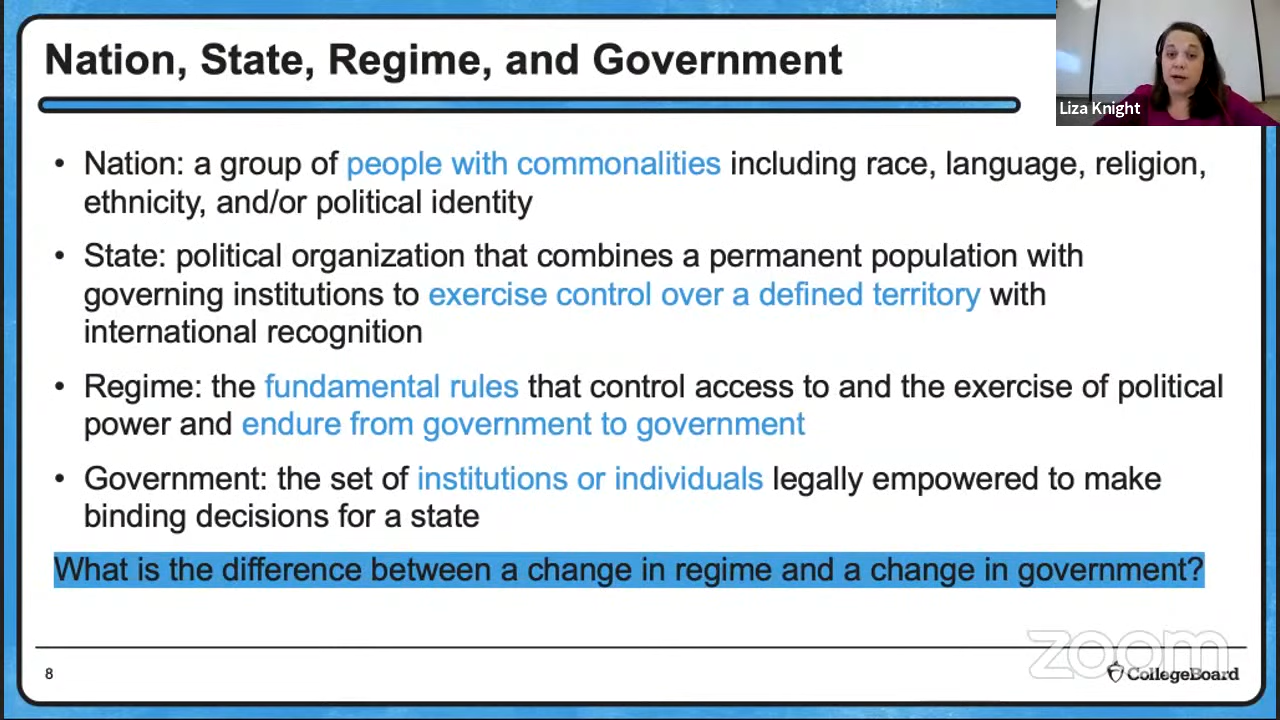 Nation, State, Regime, and Government
Liza Knight
• Nation: a group of people with commonalities including race, language, religion,
ethnicity, and/or political identity
• State: political organization that combines a permanent population with
governing institutions to exercise control over a defined territory with
international recognition
• Regime: the fundamental rules that control access to and the exercise of political
power and endure from government to government
• Government: the set of institutions or individuals legally empowered to make
binding decisions for a state
What is the difference between a change in regime and a change in government?
zoom
8
CollegeBoard